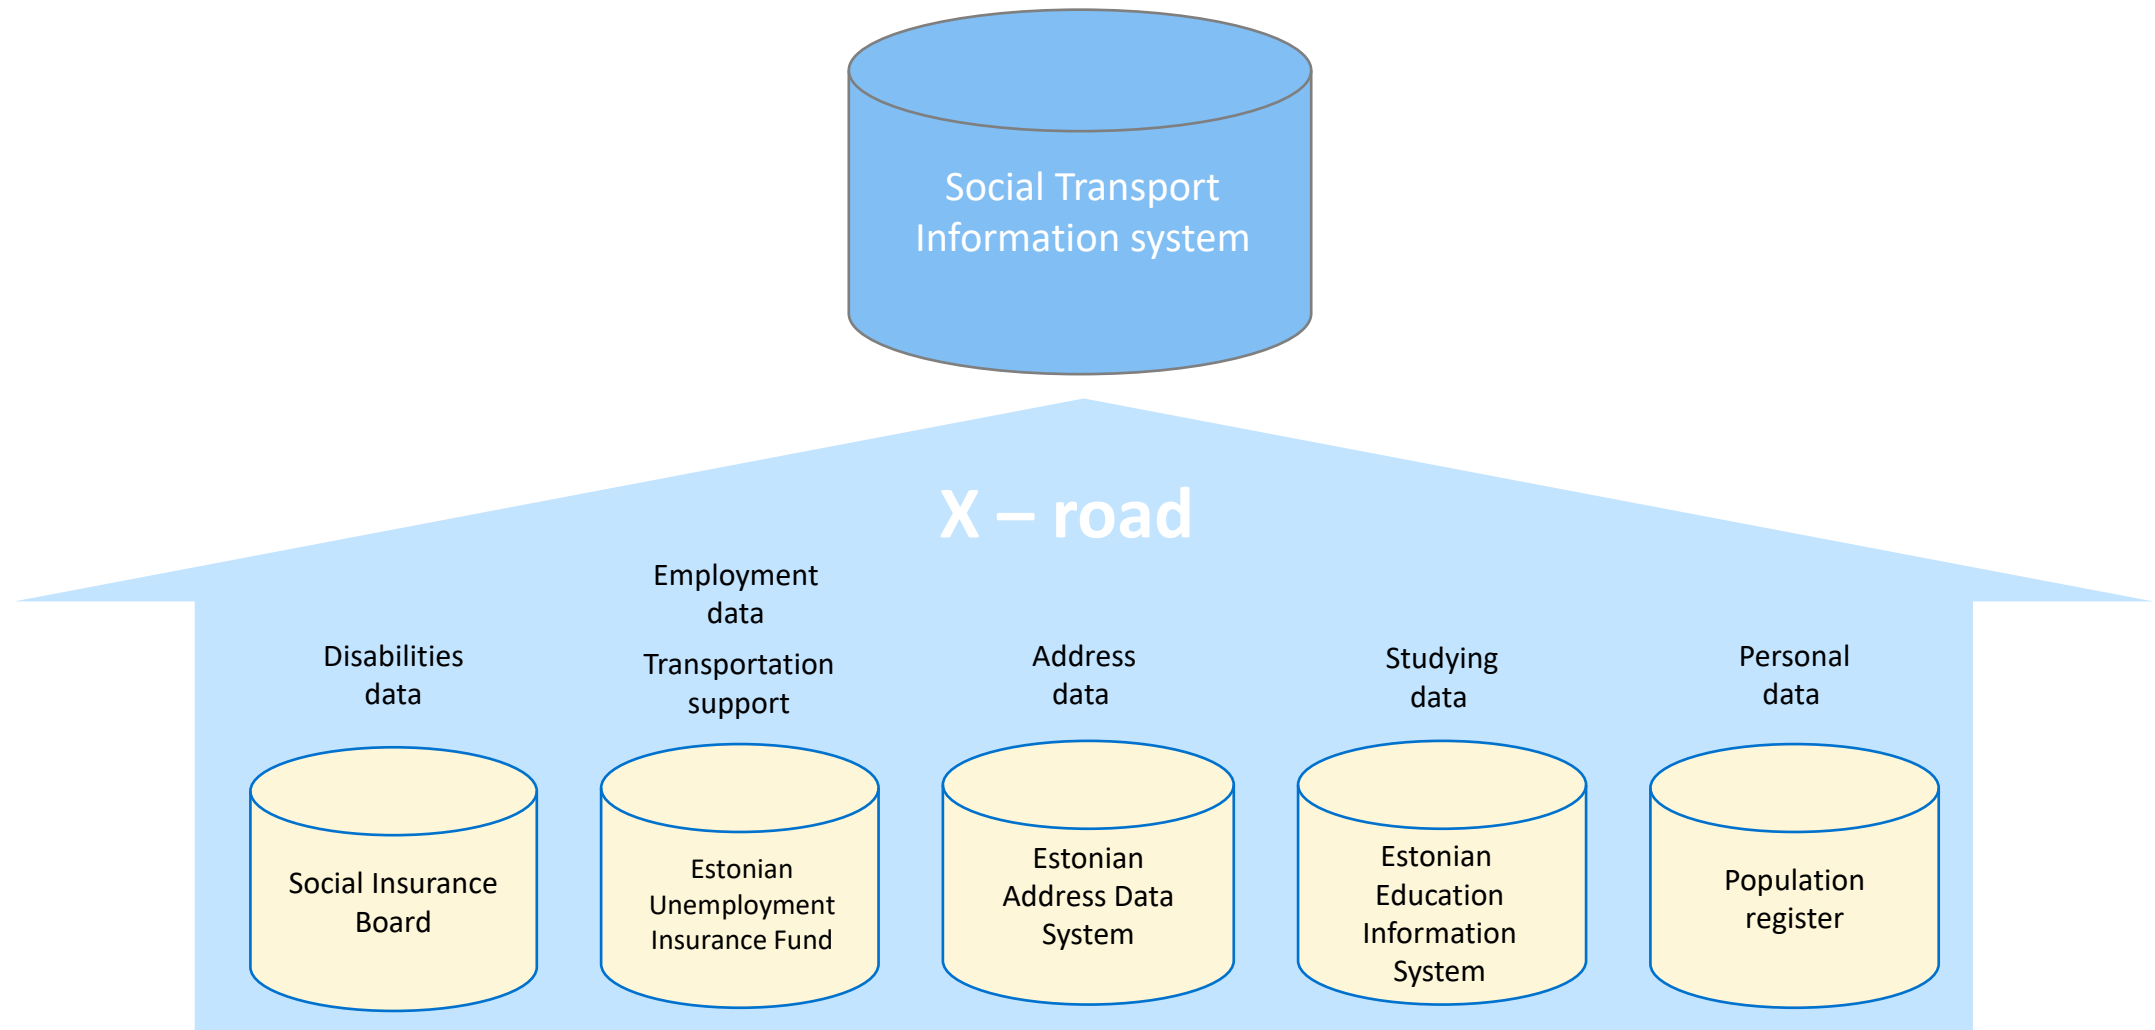 Social Transport
Information system
X – road
Disabilities
data
Employment
data
Transportation
support
Address
data
Studying
data
Personal
data
Social Insurance
Board
Estonian
Unemployment
Insurance Fund
Estonian
Address Data
System
Estonian
Education
Information
System
Population
register